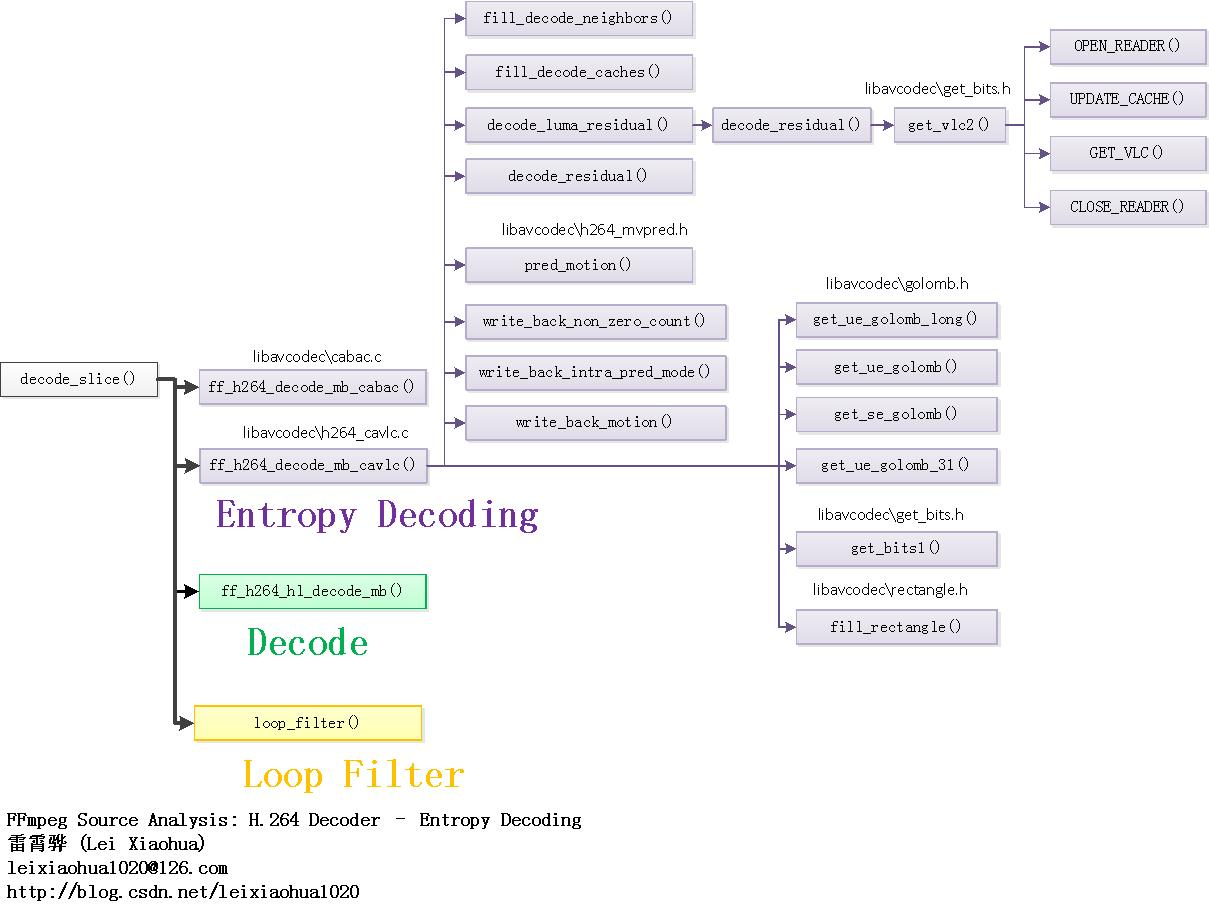 fill_decode_neighbors()
fill_decode_caches()
decode_luma_residual()
decode_residual()
libavcodec\get_bits.h
get_vlc2()
OPEN_READER()
UPDATE_CACHE()
GET_VLC()
CLOSE_READER()
decode_residual()
libavcodec\h264_mvpred.h
pred_motion()
write_back_non_zero_count()
write_back_intra_pred_mode()
write_back_motion()
libavcodec\golomb.h
get_ue_golomb_long()
get_ue_golomb()
get_se_golomb()
get_ue_golomb_31()
libavcodec\get_bits.h
get_bits1()
libavcodec\rectangle.h
fill_rectangle()
decode_slice()
libavcodec\cabac.c
ff_h264_decode_mb_cabac()
libavcodec\h264_cavlc.c
ff_h264_decode_mb_cavlc()
Entropy Decoding
ff_h264_hl_decode_mb()
Decode
loop_filter()
Loop Filter
FFmpeg Source Analysis: H.264 Decoder – Entropy Decoding
雷霄骅 (Lei Xiaohua)
leixiaohua1020@126.com
http://blog.csdn.net/leixiaohua1020